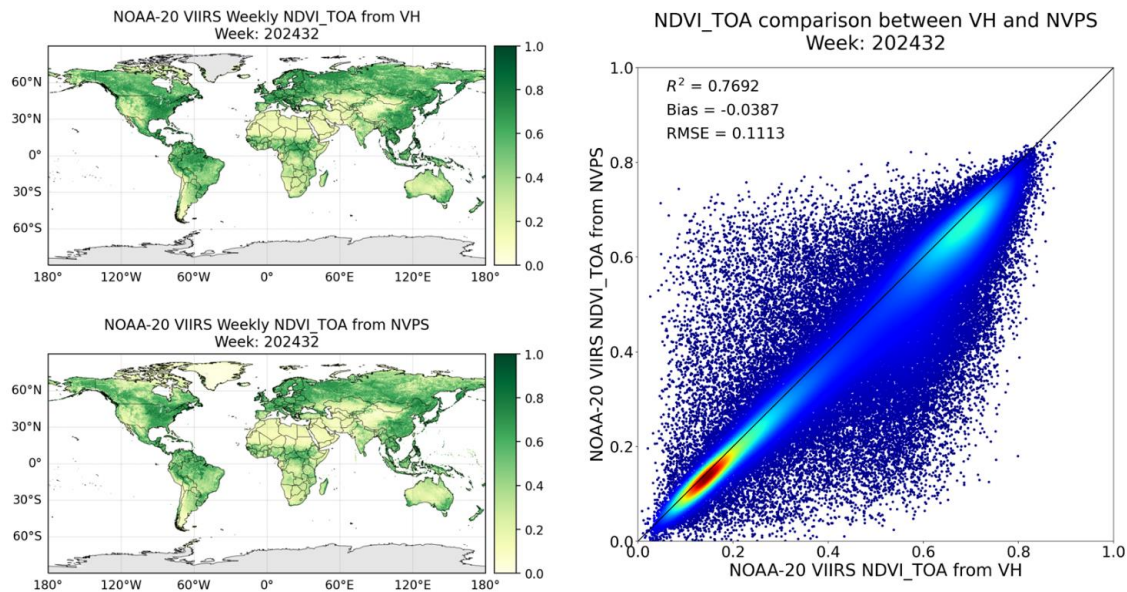 NOAA-20 VIIRS Weekly NDVI_TOA from VH
Week: 202432
60°N
30°N
0°
30°S
60°S
180°
120°W
60°W
0°
60°E
120°E
180°
1.0
0.8
0.6
0.4
0.2
0.0
NOAA-20 VIIRS Weekly NDVI_TOA from NVPS
Week: 202432
60°N
30°N
0°
30°S
60°S
180°
120°W
60°W
0°
60°E
120°E
180°
1.0
0.8
0.6
0.4
0.2
0.0
NDVI_TOA comparison between VH and NVPS
Week: 202432
R² = 0.7692
Bias = -0.0387
RMSE = 0.1113
NOAA-20 VIIRS NDVI_TOA from NVPS
1.0
0.8
0.6
0.4
0.2
0.0
0.0
0.2
0.4
0.6
0.8
1.0
NOAA-20 VIIRS NDVI_TOA from VH